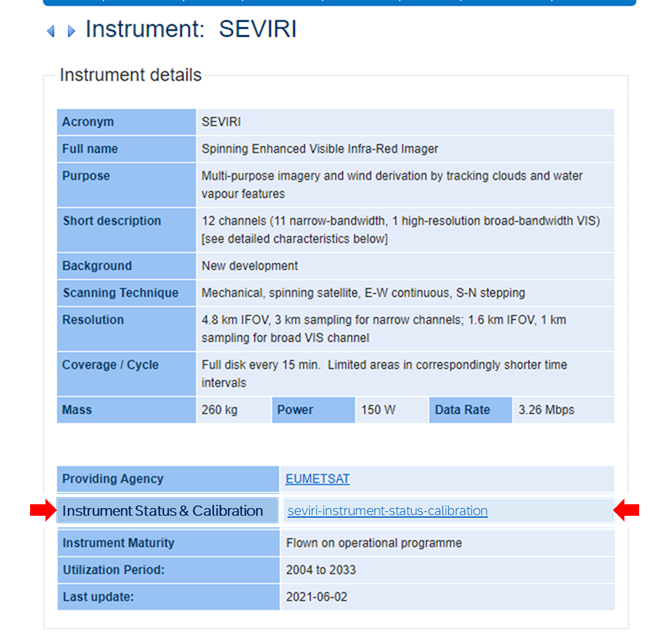 Instrument: SEVIRI
Instrument details
Acronym SEVIRI
Full name Spinning Enhanced Visible Infra-Red Imager
Purpose Multi-purpose imagery and wind derivation by tracking clouds and water
vapour features
Short description 12 channels (11 narrow-bandwidth, 1 high-resolution broad-bandwidth VIS)
[see detailed characteristics below]
Background New development
Scanning Technique Mechanical, spinning satellite, E-W continuous, S-N stepping
Resolution 4.8 km IFOV, 3 km sampling for narrow channels; 1.6 km IFOV, 1 km
sampling for broad VIS channel
Coverage / Cycle Full disk every 15 min. Limited areas in correspondingly shorter time
intervals
Mass 260 kg Power 150 W Data Rate 3.26 Mbps
Providing Agency EUMETSAT
Instrument Status & Calibration seviri-instrument-status-calibration
Instrument Maturity Flown on operational programme
Utilization Period: 2004 to 2033
Last update: 2021-06-02